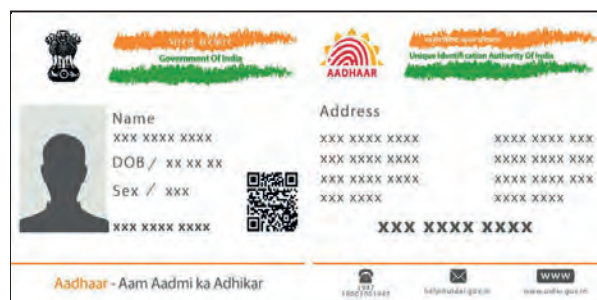 भारत सरकार
Government Of India
Name
xxx xxxx xxxx
DOB / xx xx xx
Sex / xxx
xxx xxxx xxxx
Aadhaar - Aam Aadmi ka Adhikar
AADHAAR
Unique Identification Authority Of India
Address
xxx xxxx xxxx xxxx xxxx xxx
xxx xxxx xxxx xxxx xxxx xxx
xxx xxxx xxxx xxxx xxxx xxx
xxx xxxx xxxx xxxx
xxx xxxx xxxx
1947
WWW